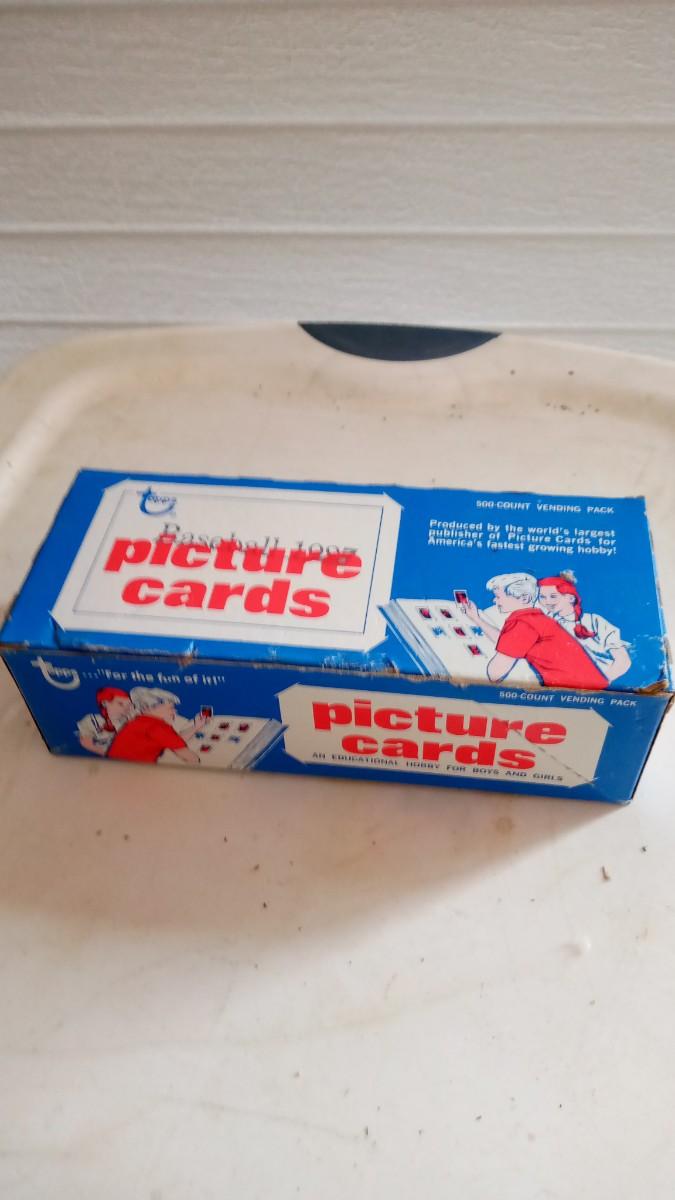 topps
Baseball
picture
cards
500-COUNT VENDING PACK
Produced by the world's largest
publisher of Picture Cards for
America's fastest growing hobby!
topps..."For the fun of it!"
500-COUNT VENDING PACK
picture
cards
AN EDUCATIONAL HOBBY FOR BOYS AND GIRLS